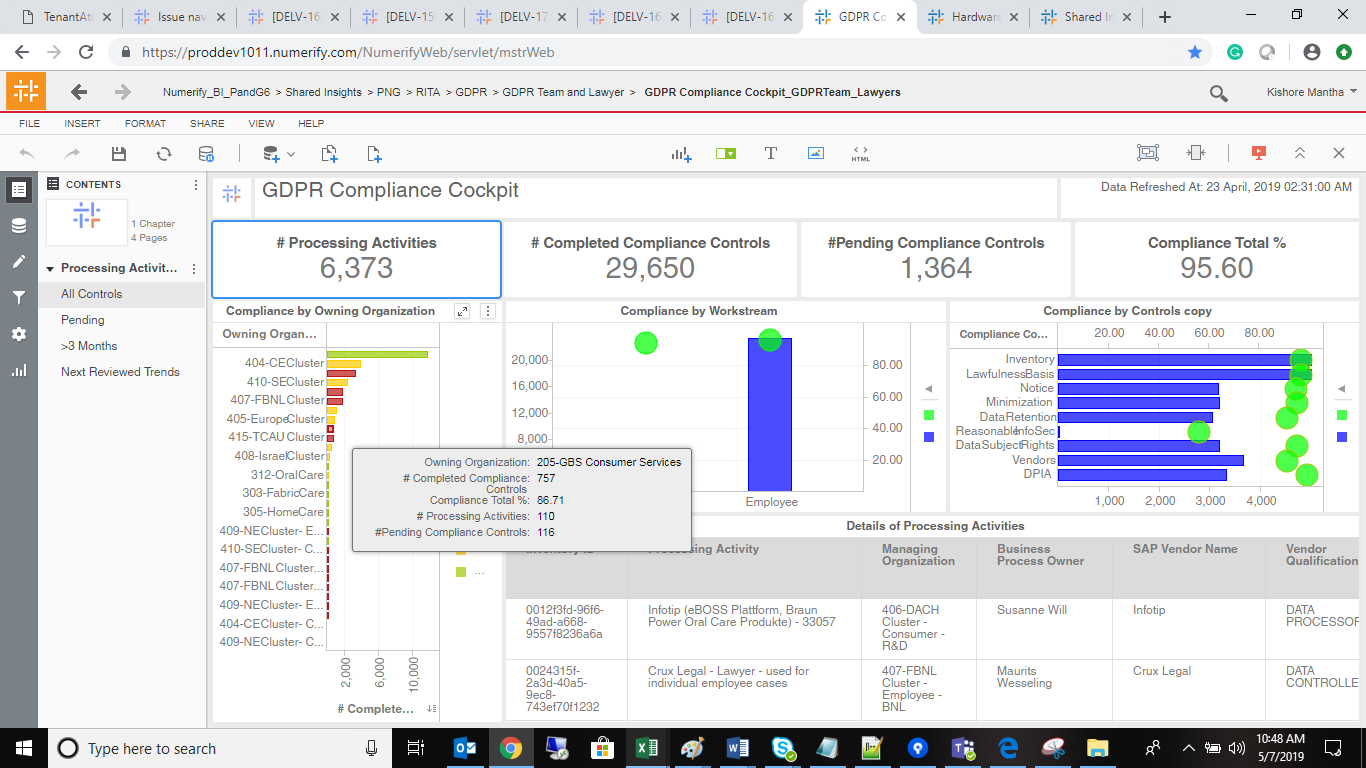 TenantAt
Issue nav
[DELV-16
[DELV-15
[DELV-17
[DELV-16
[DELV-16
GDPR Co
Hardware
Shared In
https://proddev1011.numerify.com/NumerifyWeb/servlet/mstrWeb
Numerify_BI_PandG6 > Shared Insights > PNG > RITA > GDPR > GDPR Team and Lawyer > GDPR Compliance Cockpit_GDPRTeam_Lawyers
Kishore Mantha
FILE INSERT FORMAT SHARE VIEW HELP
HTML
CONTENTS
1 Chapter
4 Pages
Processing Activit...
All Controls
Pending
>3 Months
Next Reviewed Trends
GDPR Compliance Cockpit
Data Refreshed At: 23 April, 2019 02:31:00 AM
# Processing Activities
6,373
# Completed Compliance Controls
29,650
#Pending Compliance Controls
1,364
Compliance Total %
95.60
Compliance by Owning Organization
Owning Organ...
404-CECluster
410-SECluster
407-FBNLCluster
405-EuropeCluster
415-TCAUCluster
408-IsraelCluster
312-OralCare
303-FabricCare
305-HomeCare
409-NECluster- E...
410-SECluster- C...
407-FBNLCluster...
407-FBNLCluster...
409-NECluster- E...
404-CECluster- C...
409-NECluster- C...
2,000
6,000
10,000
# Complete...
...
Owning Organization: 205-GBS Consumer Services
# Completed Compliance Controls: 757
Compliance Total %: 86.71
# Processing Activities: 110
#Pending Compliance Controls: 116
Compliance by Workstream
20,000
16,000
12,000
8,000
80.00
60.00
40.00
20.00
Employee
Compliance by Controls copy
Compliance Co...
20.00 40.00 60.00 80.00
Inventory
LawfulnessBasis
Notice
Minimization
DataRetention
ReasonableInfoSec
DataSubjectRights
Vendors
DPIA
1,000 2,000 3,000 4,000
Details of Processing Activities
Processing Activity
Managing
Organization
Business
Process Owner
SAP Vendor Name
Vendor
Qualification
0012f3fd-96f6-
49ad-a668-
9557f8236a6a
Infotip (eBOSS Plattform, Braun
Power Oral Care Produkte) - 33057
406-DACH
Cluster -
Consumer -
R&D
Susanne Will
Infotip
DATA
PROCESSOR
0024315f-
2a3d-40a5-
9ec8-
743ef70f1232
Crux Legal - Lawyer - used for
individual employee cases
407-FBNL
Cluster -
Employee -
BNL
Maurits
Wesseling
Crux Legal
DATA
CONTROLLE
Type here to search
10:48 AM
5/7/2019